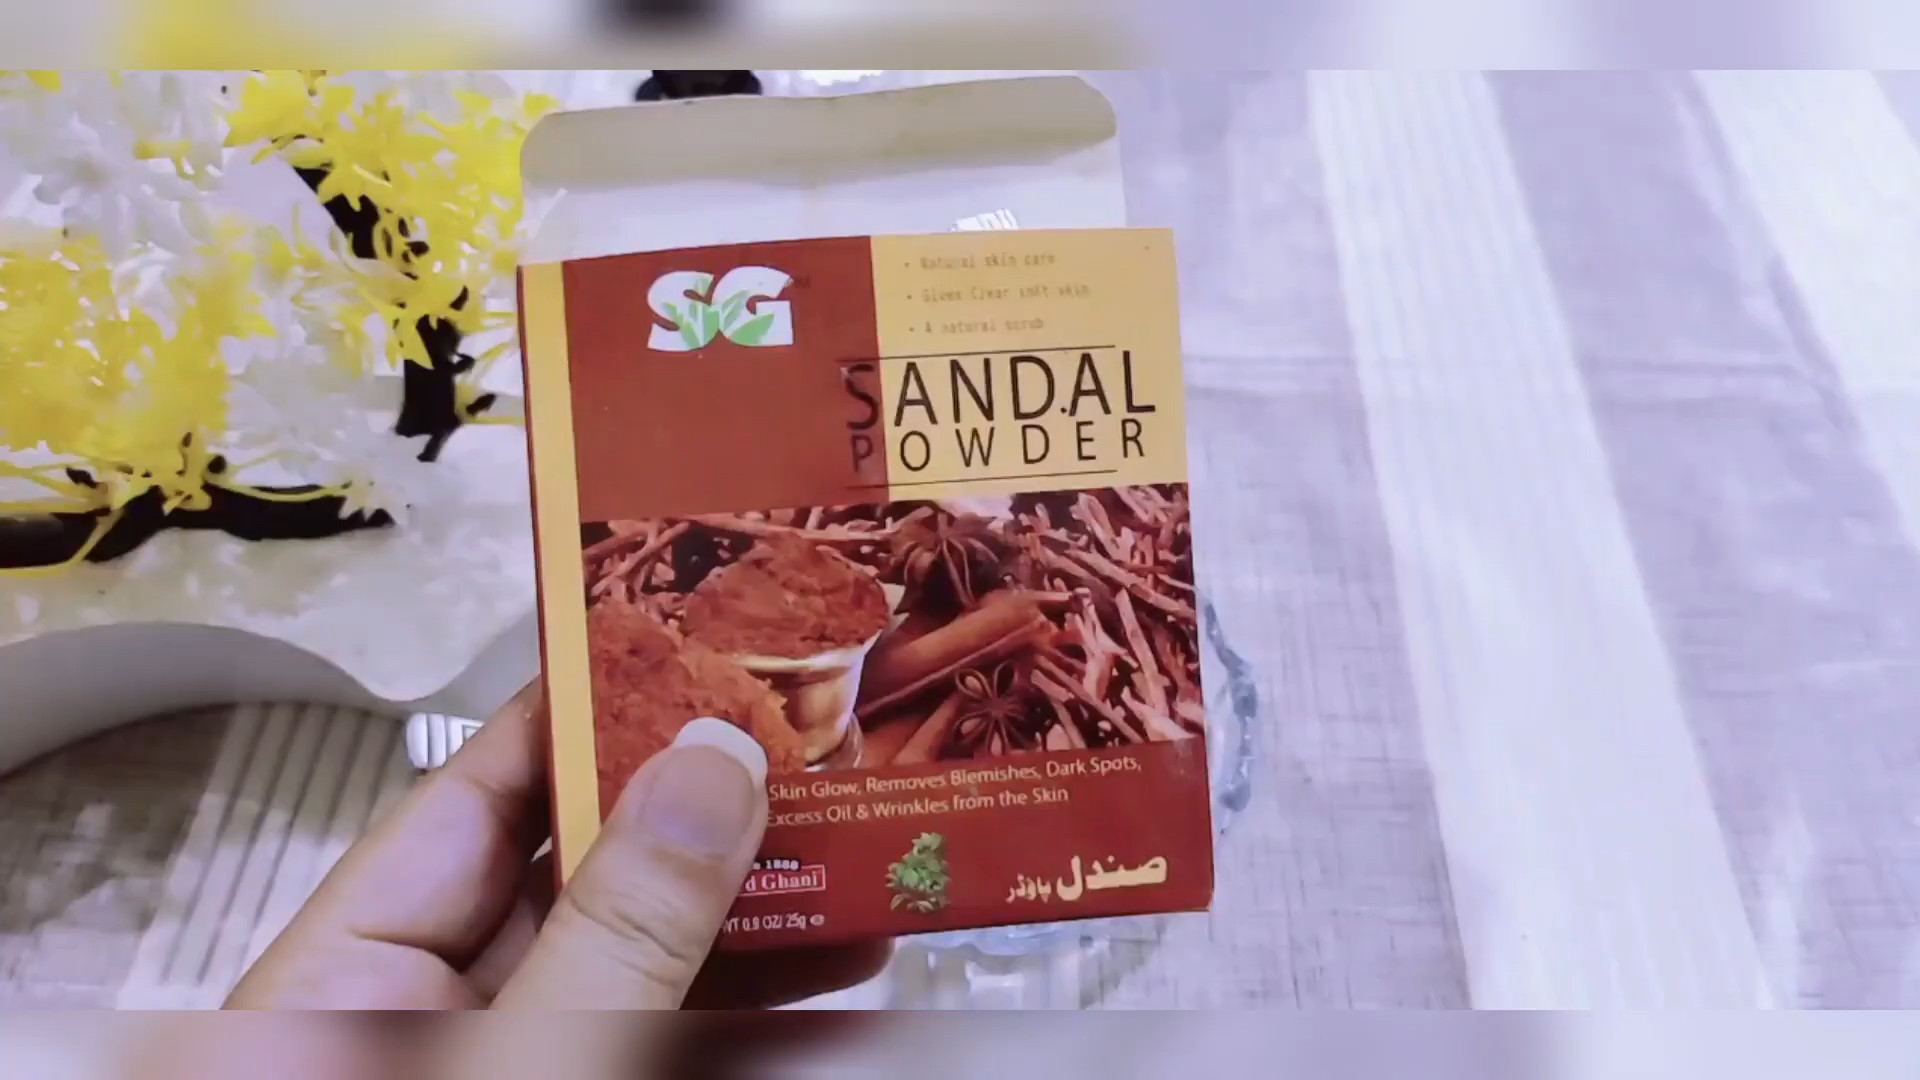 SG
• Natural skin care
• Gives Clear soft skin
• A natural scrub
SANDAL
POWDER
Skin Glow, Removes Blemishes, Dark Spots,
Excess Oil & Wrinkles from the Skin
1888
d Ghani
WT 0.9 OZ/ 25g e
صندل پاؤڈر